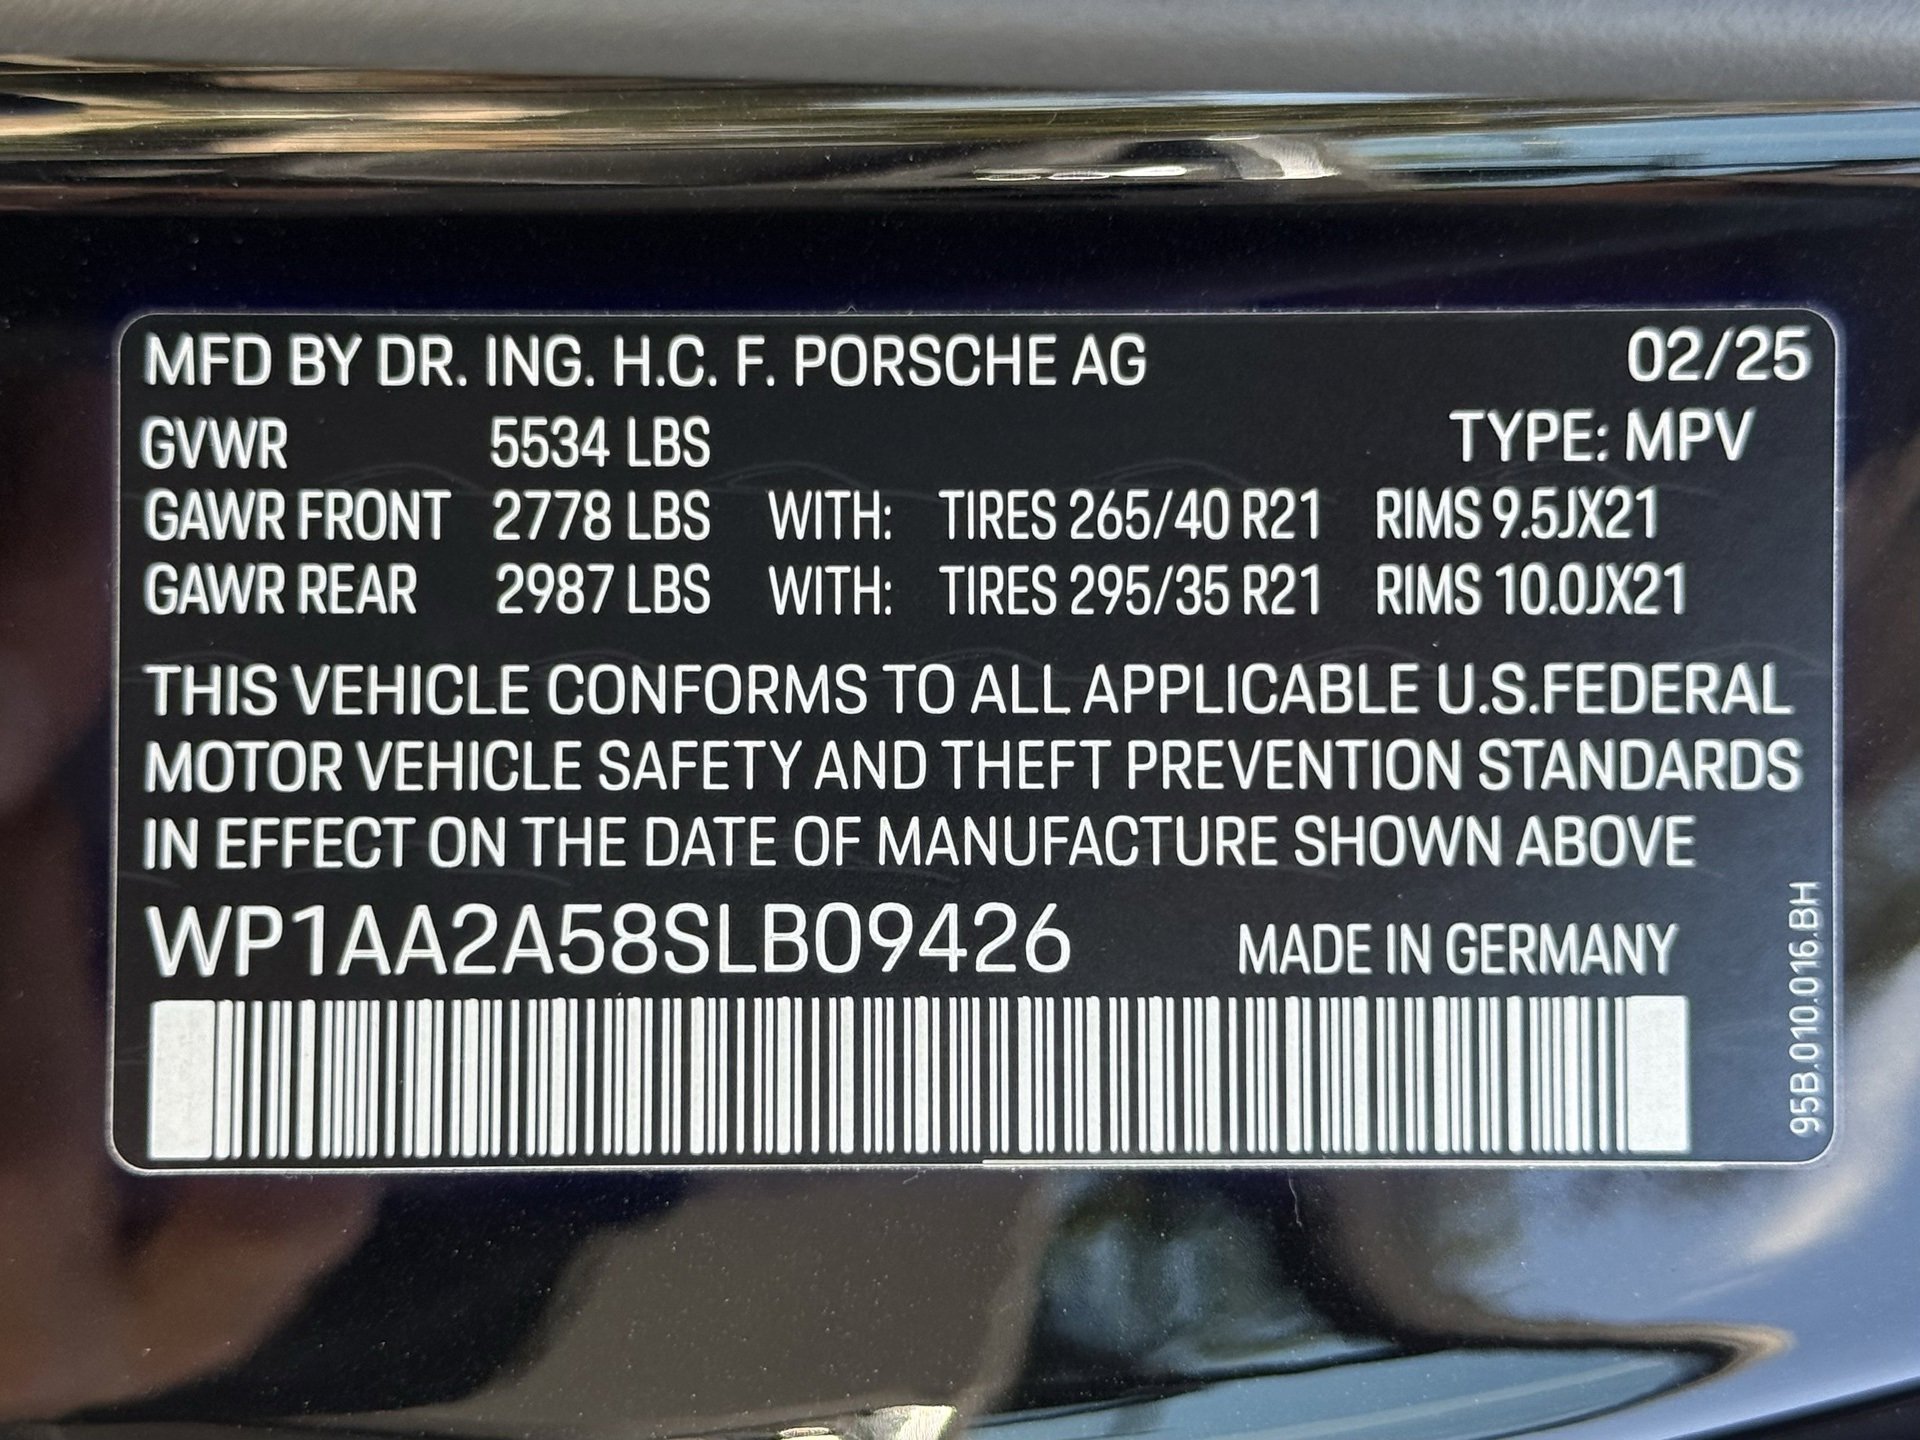 MFD BY DR. ING. H.C. F. PORSCHE AG 02/25
GVWR 5534 LBS TYPE: MPV
GAWR FRONT 2778 LBS WITH: TIRES 265/40 R21 RIMS 9.5JX21
GAWR REAR 2987 LBS WITH: TIRES 295/35 R21 RIMS 10.0JX21
THIS VEHICLE CONFORMS TO ALL APPLICABLE U.S.FEDERAL
MOTOR VEHICLE SAFETY AND THEFT PREVENTION STANDARDS
IN EFFECT ON THE DATE OF MANUFACTURE SHOWN ABOVE
WP1AA2A58SLB09426 MADE IN GERMANY
95B.010.016.BH